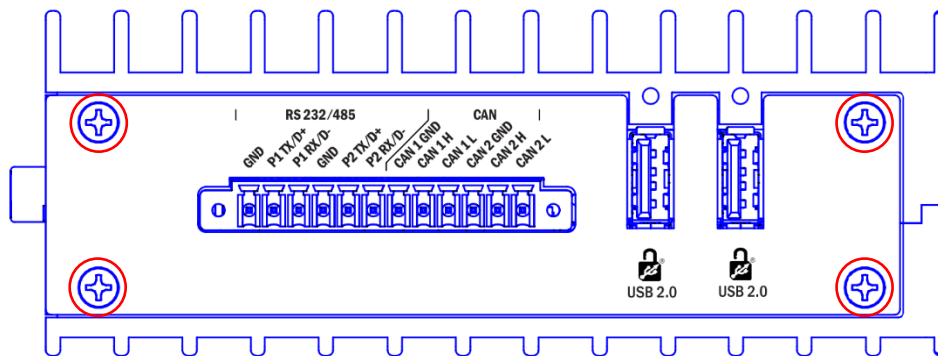 RS 232/485 CAN
GND P1 TX/D+ P1 RX/D- GND P2 TX/D+ P2 RX/D- CAN 1 GND CAN 1 H CAN 1 L CAN 2 GND CAN 2 H CAN 2 L
USB 2.0 USB 2.0